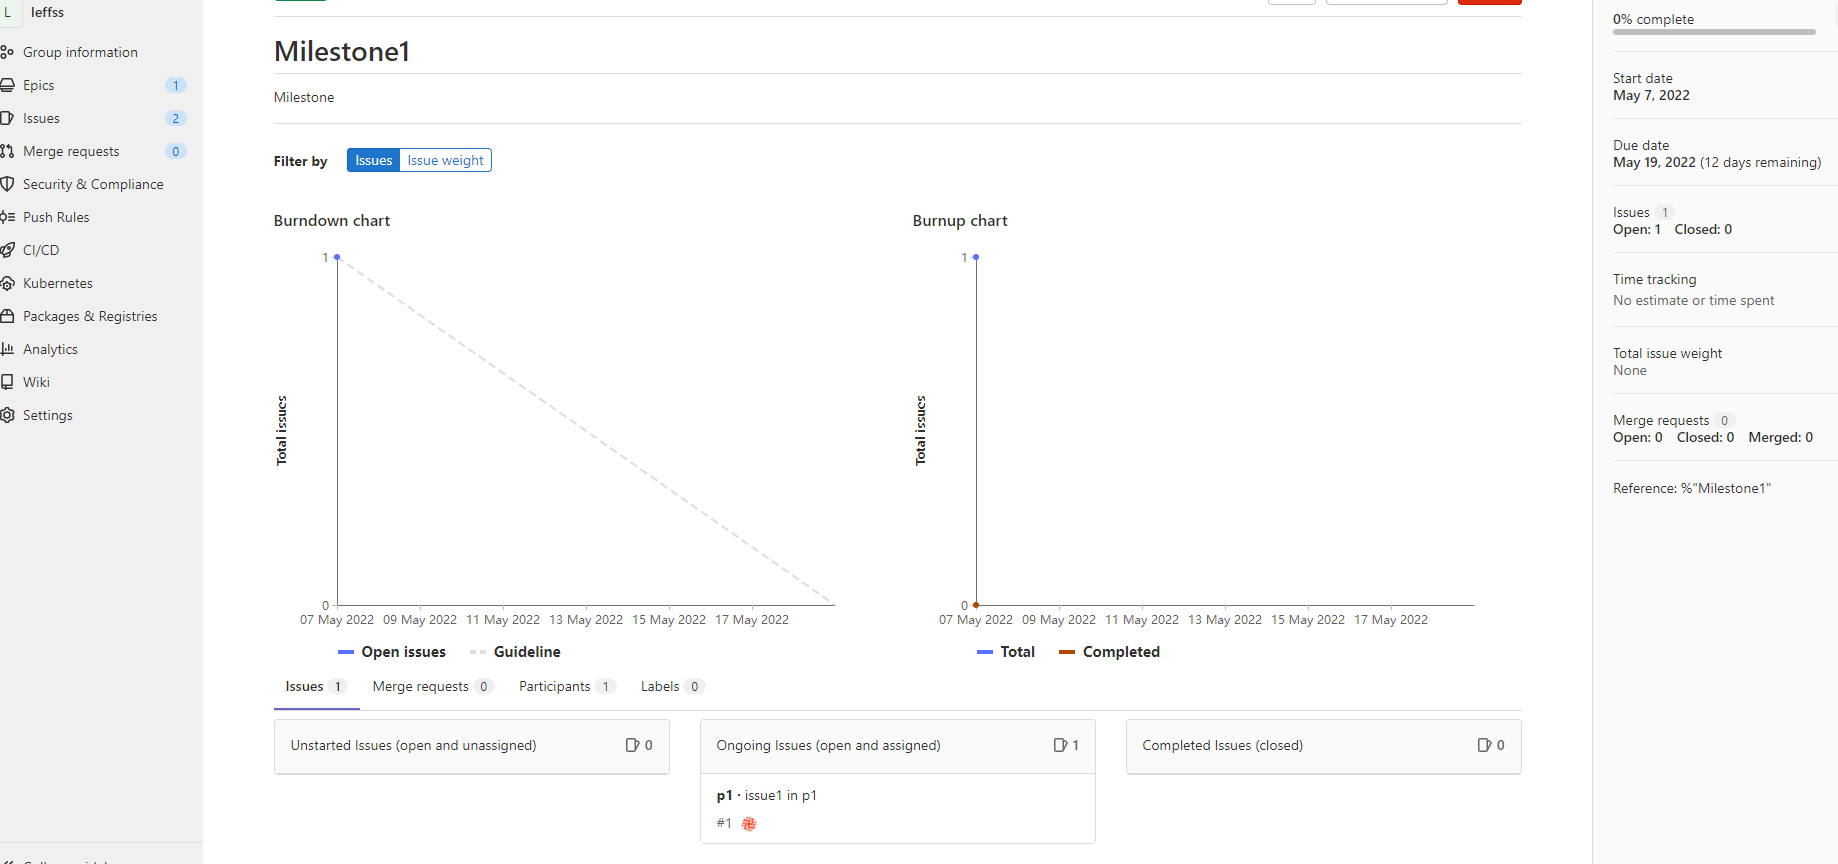 L leffss
Group information
Epics 1
Issues 2
Merge requests 0
Security & Compliance
Push Rules
CI/CD
Kubernetes
Packages & Registries
Analytics
Wiki
Settings
Milestone1
Milestone
Filter by Issues Issue weight
Burndown chart
1
Total issues
0
07 May 2022 09 May 2022 11 May 2022 13 May 2022 15 May 2022 17 May 2022
Open issues Guideline
Burnup chart
1
Total issues
0
07 May 2022 09 May 2022 11 May 2022 13 May 2022 15 May 2022 17 May 2022
Total Completed
Issues 1 Merge requests 0 Participants 1 Labels 0
Unstarted Issues (open and unassigned) 0
Ongoing Issues (open and assigned) 1
p1 · issue1 in p1
#1
Completed Issues (closed) 0
0% complete
Start date
May 7, 2022
Due date
May 19, 2022 (12 days remaining)
Issues 1
Open: 1 Closed: 0
Time tracking
No estimate or time spent
Total issue weight
None
Merge requests 0
Open: 0 Closed: 0 Merged: 0
Reference: %"Milestone1"